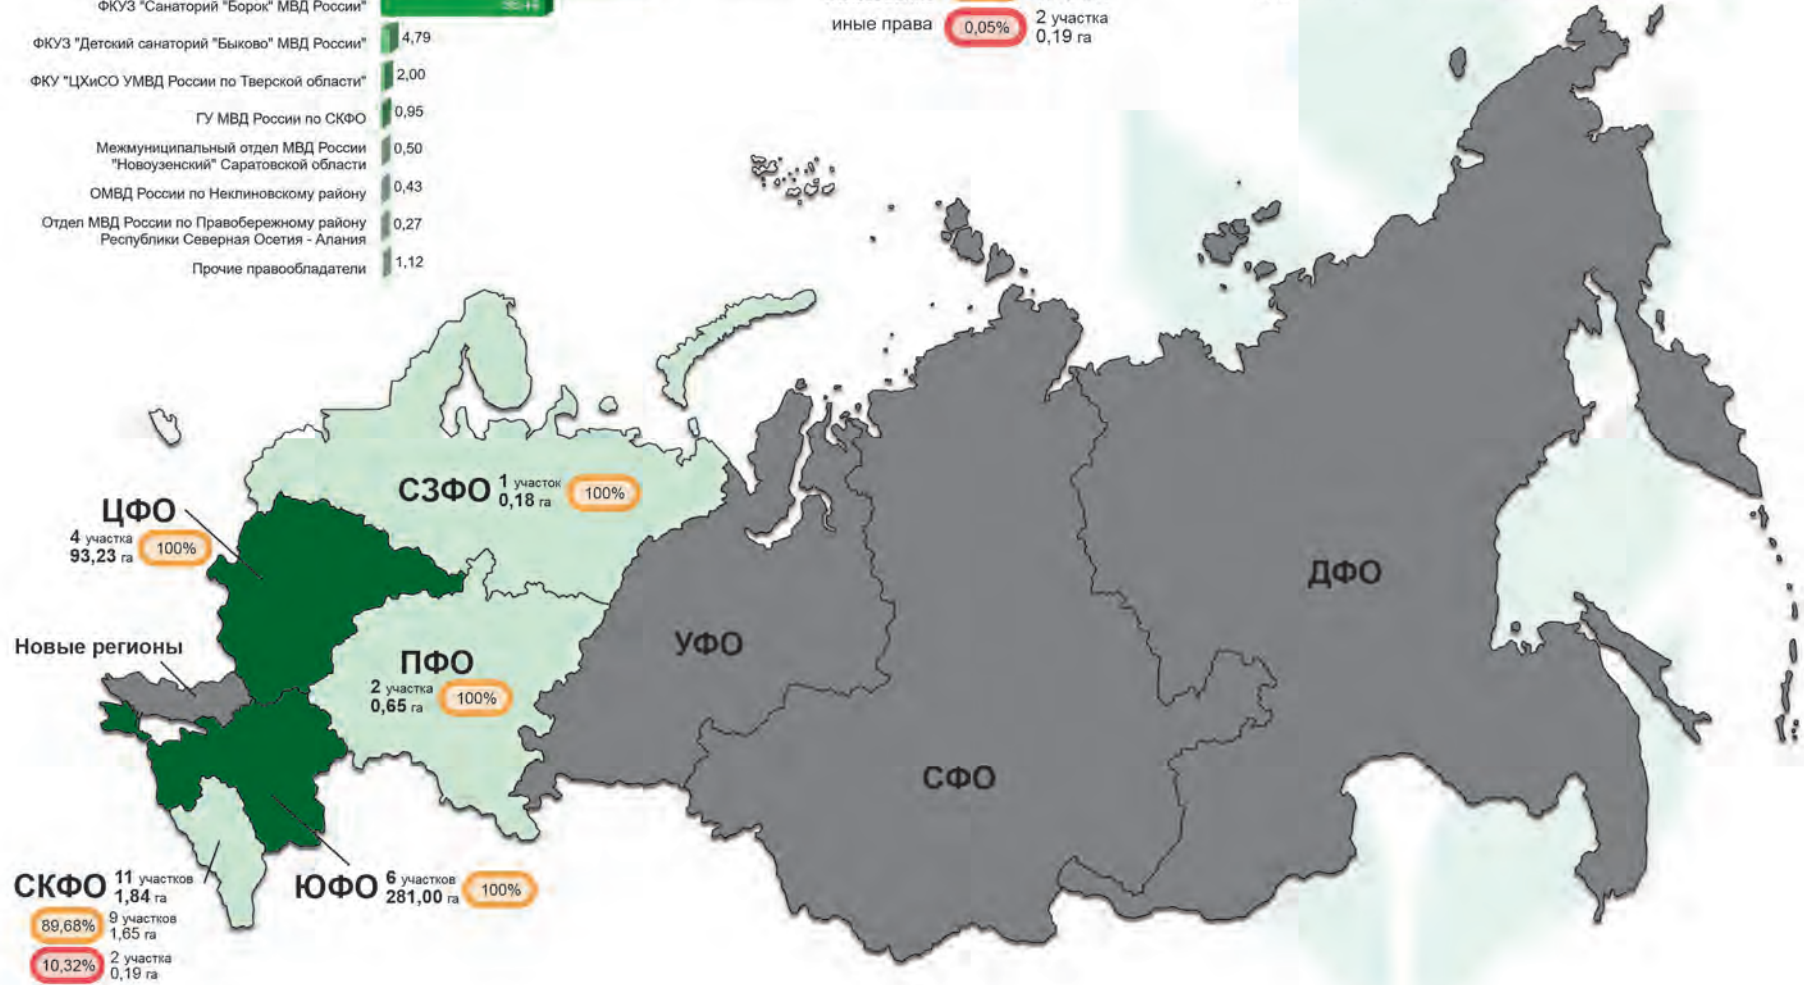 ФКУЗ "Санаторий "Борок" МВД России"
ФКУЗ "Детский санаторий "Быково" МВД России"
4,79
ФКУ "ЦХиСО УМВД России по Тверской области"
2,00
ГУ МВД России по СКФО
0,95
Межмуниципальный отдел МВД России
"Новоузенский" Саратовской области
0,50
ОМВД России по Неклиновскому району
0,43
Отдел МВД России по Правобережному району
Республики Северная Осетия - Алания
0,27
Прочие правообладатели
1,12
иные права
0,05%
2 участка
0,19 га
СЗФО
1 участок
0,18 га
100%
ЦФО
4 участка
93,23 га
100%
Новые регионы
ПФО
2 участка
0,65 га
100%
УФО
СФО
ДФО
СКФО
11 участков
1,84 га
89,68%
9 участков
1,65 га
10,32%
2 участка
0,19 га
ЮФО
6 участков
281,00 га
100%